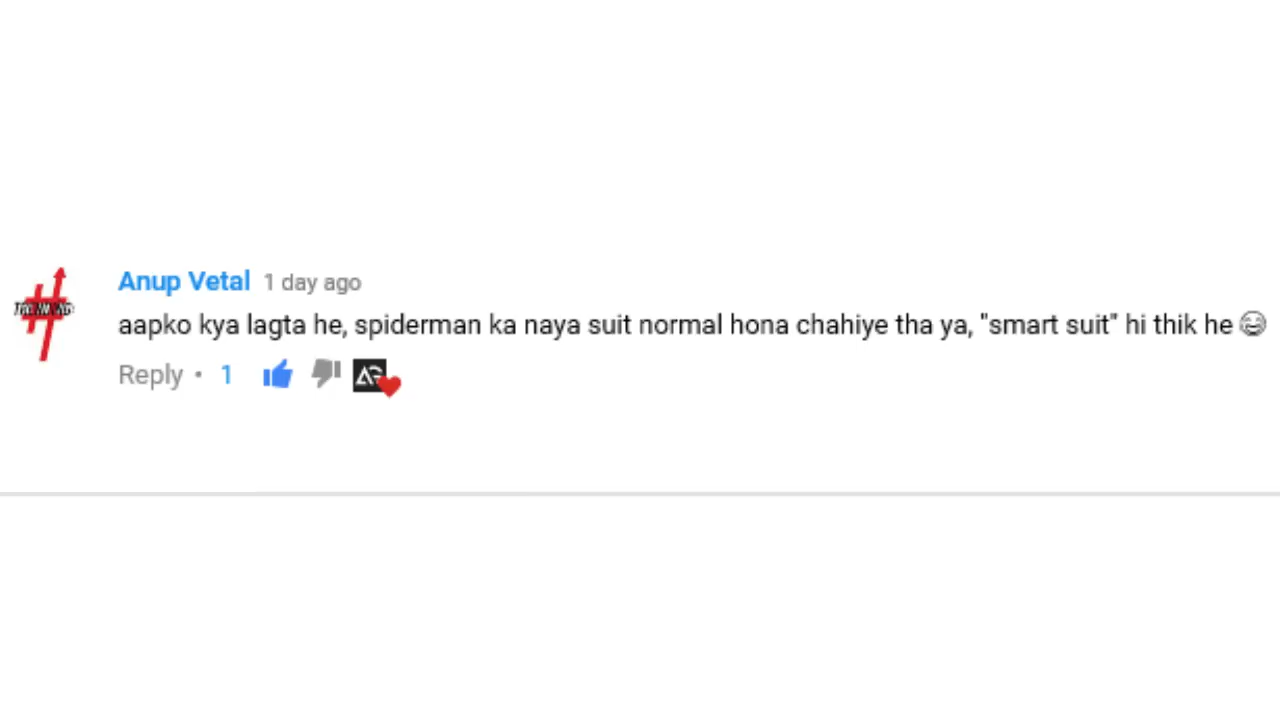 Anup Vetal 1 day ago
aapko kya lagta he, spiderman ka naya suit normal hona chahiye tha ya, "smart suit" hi thik he 😂
Reply • 1